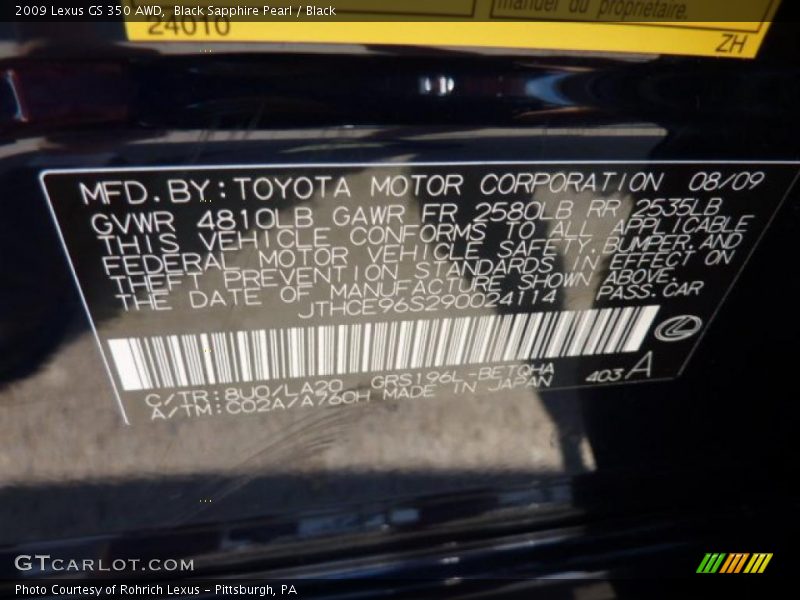 2009 Lexus GS 350 AWD, Black Sapphire Pearl / Black
manuel du propriétaire.
24010
ZH
MFD. BY: TOYOTA MOTOR CORPORATION 08/09
GVWR 4810LB GAWR FR 2580LB RR 2535LB
THIS VEHICLE CONFORMS TO ALL APPLICABLE
FEDERAL MOTOR VEHICLE SAFETY, BUMPER, AND
THEFT PREVENTION STANDARDS IN EFFECT ON
THE DATE OF MANUFACTURE SHOWN ABOVE.
JTHCE96S290024114 PASS. CAR
C/TR: 8U0/LA20 GRS196L-BETQHA
A/TM: C02A/A760H MADE IN JAPAN 403 A
GTCARLOT.COM
Photo Courtesy of Rohrich Lexus - Pittsburgh, PA